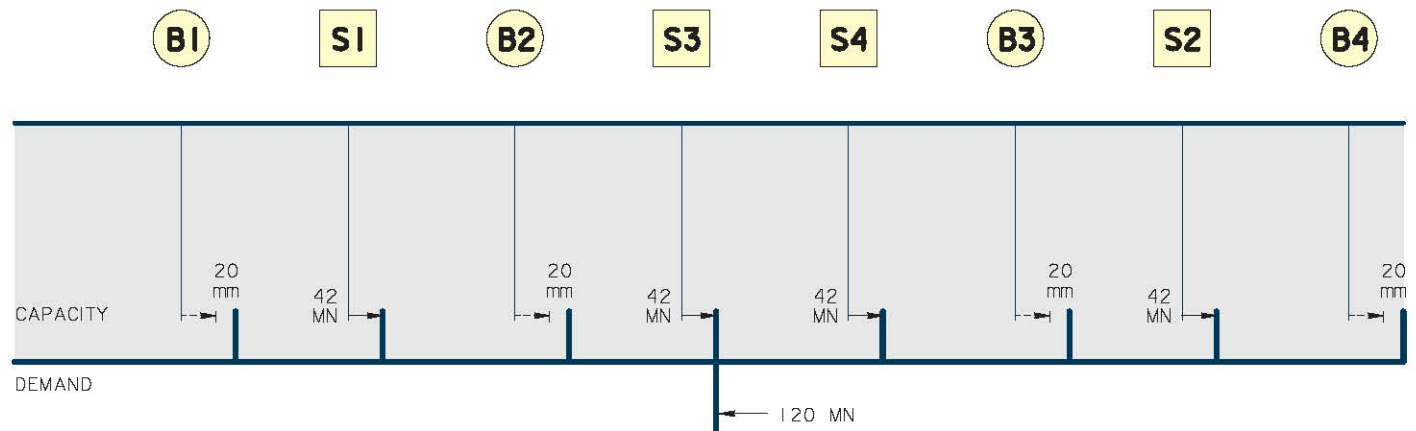 B1 S1 B2 S3 S4 B3 S2 B4
20 20 20 20
mm mm mm mm
42 42 42 42
MN MN MN MN
CAPACITY
DEMAND
120 MN